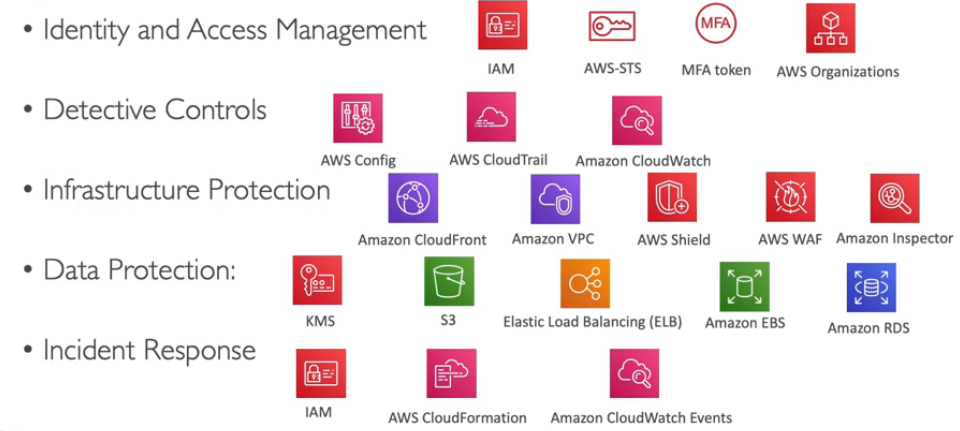 • Identity and Access Management
MFA
IAM
AWS-STS
MFA token
AWS Organizations
• Detective Controls
AWS Config
AWS CloudTrail
Amazon CloudWatch
• Infrastructure Protection
Amazon CloudFront
Amazon VPC
AWS Shield
AWS WAF
Amazon Inspector
• Data Protection:
KMS
S3
Elastic Load Balancing (ELB)
Amazon EBS
Amazon RDS
• Incident Response
IAM
AWS CloudFormation
Amazon CloudWatch Events